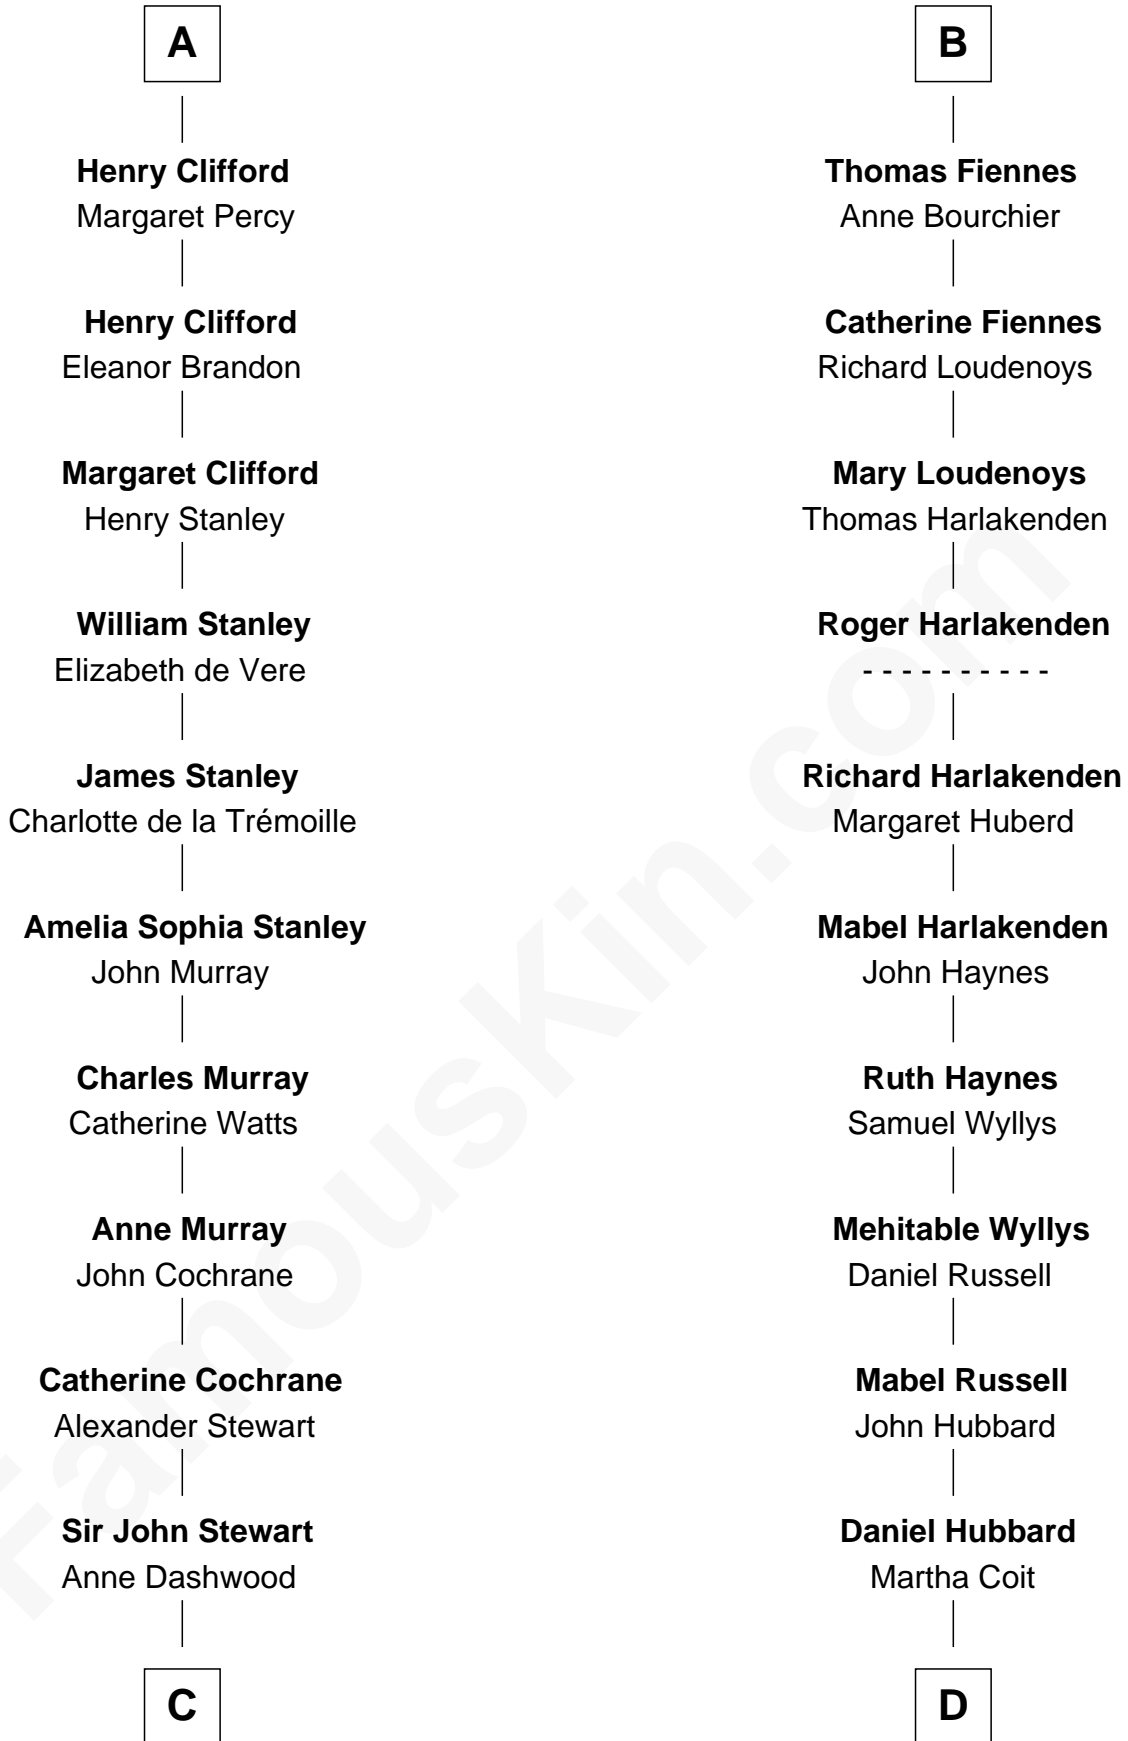 A
Henry Clifford
Margaret Percy
Henry Clifford
Eleanor Brandon
Margaret Clifford
Henry Stanley
William Stanley
Elizabeth de Vere
James Stanley
Charlotte de la Trémoille
Amelia Sophia Stanley
John Murray
Charles Murray
Catherine Watts
Anne Murray
John Cochrane
Catherine Cochrane
Alexander Stewart
Sir John Stewart
Anne Dashwood
C
B
Thomas Fiennes
Anne Bourchier
Catherine Fiennes
Richard Loudenoys
Mary Loudenoys
Thomas Harlakenden
Roger Harlakenden
- - - - - - - - - -
Richard Harlakenden
Margaret Huberd
Mabel Harlakenden
John Haynes
Ruth Haynes
Samuel Wyllys
Mehitable Wyllys
Daniel Russell
Mabel Russell
John Hubbard
Daniel Hubbard
Martha Coit
D
FamousKin.com